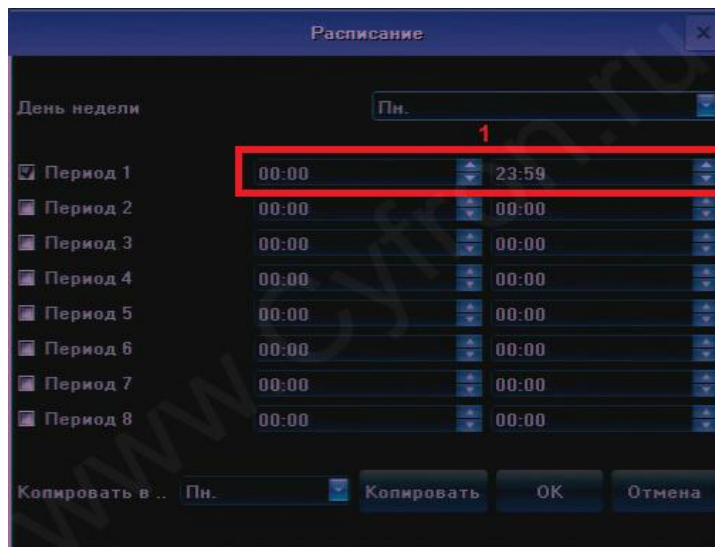 Расписание
День недели Пн.
1
Период 1 00:00 23:59
Период 2 00:00 00:00
Период 3 00:00 00:00
Период 4 00:00 00:00
Период 5 00:00 00:00
Период 6 00:00 00:00
Период 7 00:00 00:00
Период 8 00:00 00:00
Копировать в .. Пн. Копировать OK Отмена
www.Cyfron.ru